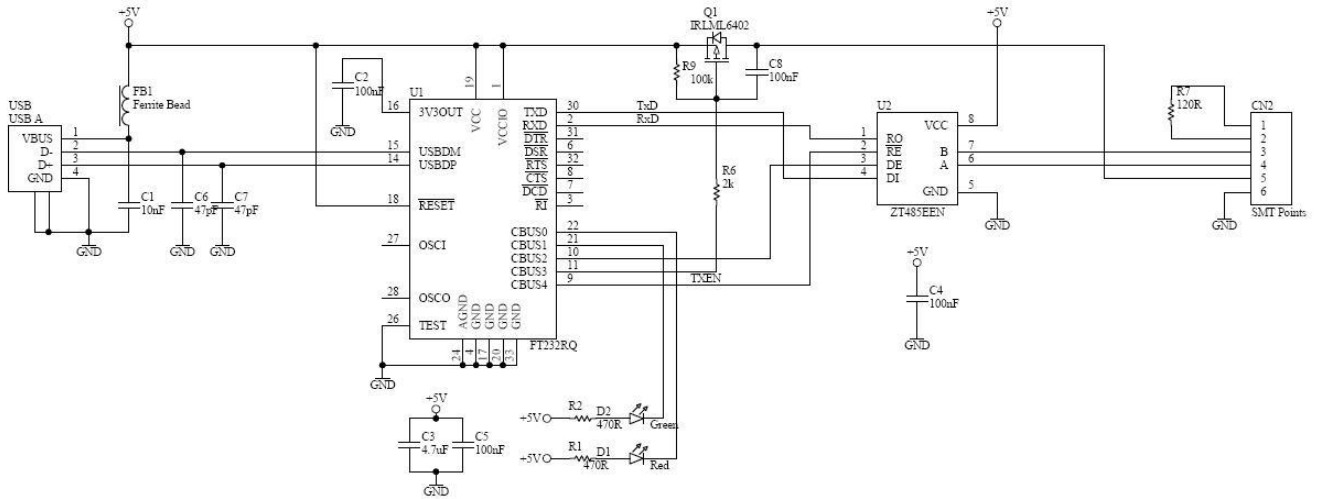 +5V
Q1
IRLML6402
+5V
FB1
Ferrite Bead
C2
100nF
GND
R9
100k
C8
100nF
R7
120R
CN2
1
2
3
4
5
6
SMT Points
GND
USB
USB A
VBUS
D-
D+
GND
1
2
3
4
C1
10nF
C6
47pF
C7
47pF
GND
GND
GND
U1
16
3V3OUT
15
USBDM
14
USBDP
18
RESET
27
OSCI
28
OSCO
26
TEST
19
VCC
1
VCCIO
TXD
30
TxD
RXD
2
RxD
DTR
31
DSR
6
RTS
32
CTS
8
DCD
7
RI
3
CBUS0
22
CBUS1
21
CBUS2
10
CBUS3
11
CBUS4
9
TXEN
AGND
GND
GND
GND
GND
24
4
17
20
33
FT232RQ
GND
R6
2k
U2
1
RO
2
RE
3
DE
4
DI
VCC
8
B
7
A
6
GND
5
ZT485EEN
GND
+5V
C4
100nF
GND
+5V
C3
4.7uF
C5
100nF
GND
+5V
R2
470R
D2
Green
+5V
R1
470R
D1
Red